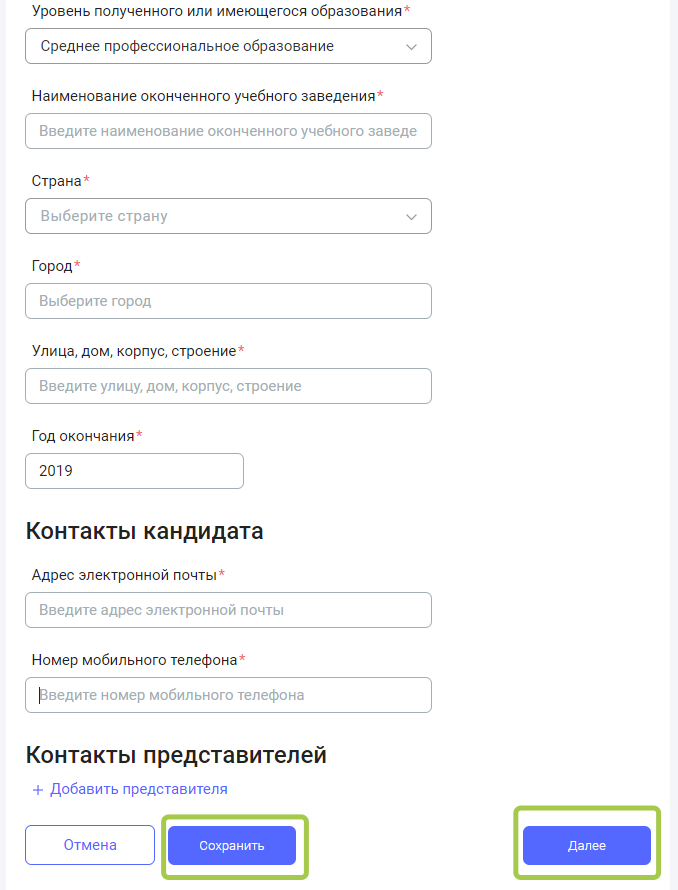 Уровень полученного или имеющегося образования*
Среднее профессиональное образование
Наименование оконченного учебного заведения*
Введите наименование оконченного учебного заведе
Страна*
Выберите страну
Город*
Выберите город
Улица, дом, корпус, строение*
Введите улицу, дом, корпус, строение
Год окончания*
2019
Контакты кандидата
Адрес электронной почты*
Введите адрес электронной почты
Номер мобильного телефона*
Введите номер мобильного телефона
Контакты представителей
+ Добавить представителя
Отмена Сохранить Далее